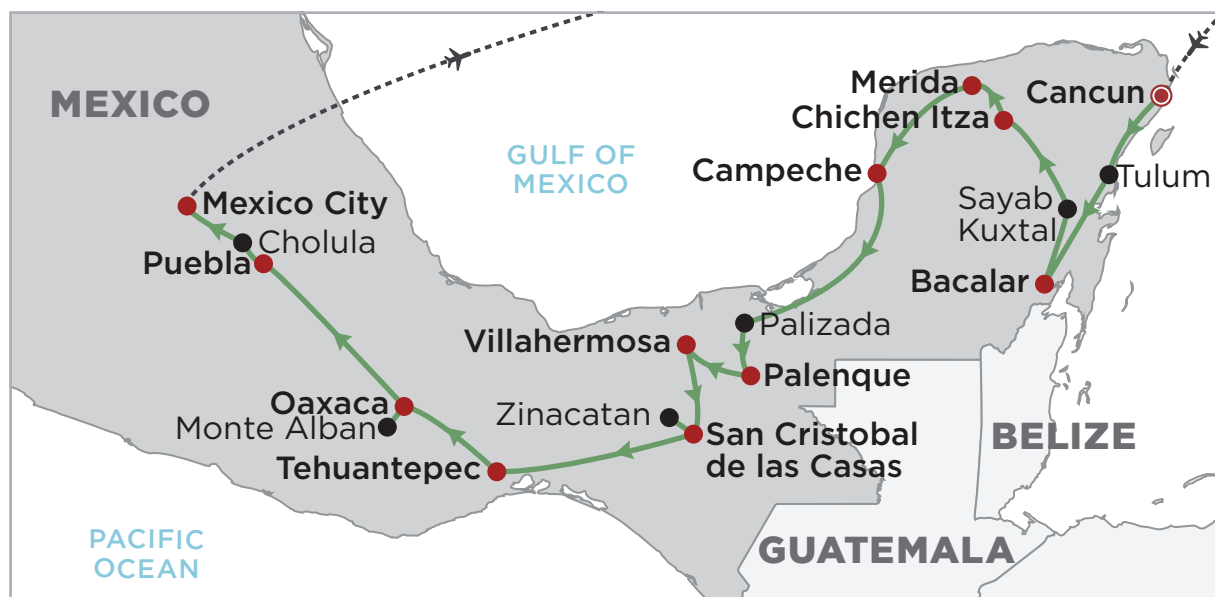 MEXICO
GULF OF
MEXICO
PACIFIC
OCEAN
BELIZE
GUATEMALA
Cancun
Tulum
Bacalar
Sayab
Kuxtal
Chichen Itza
Merida
Campeche
Palizada
Palenque
Villahermosa
San Cristobal
de las Casas
Zinacatan
Tehuantepec
Oaxaca
Monte Alban
Puebla
Cholula
Mexico City